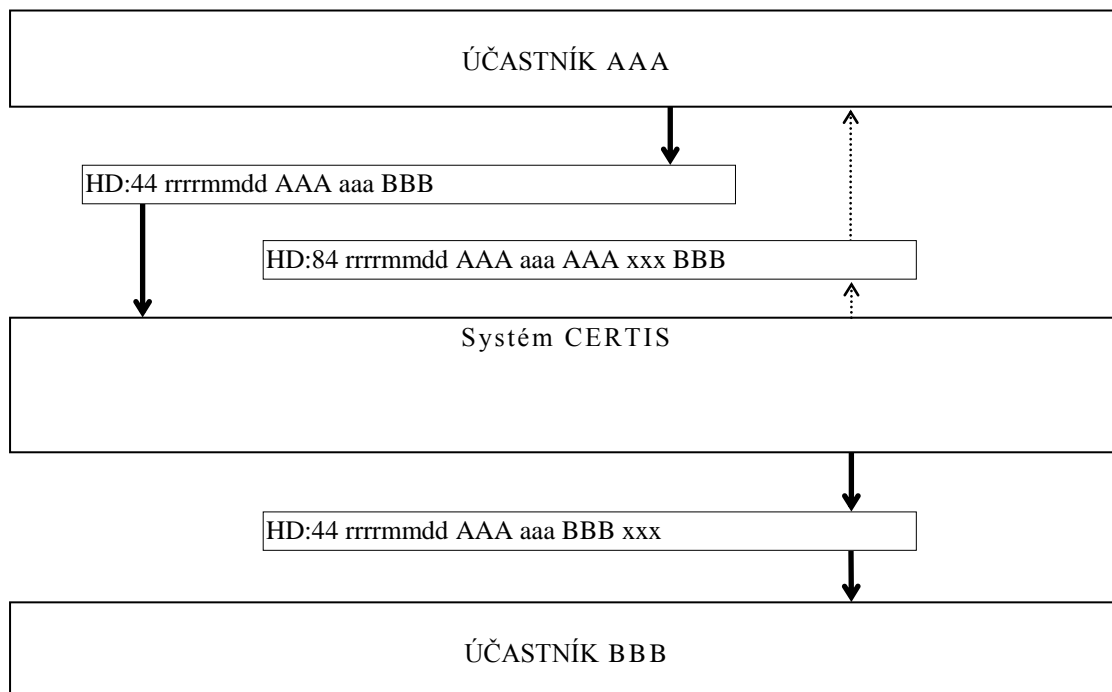 ÚČASTNÍK AAA
HD:44 rrrrmmdd AAA aaa BBB
HD:84 rrrrmmdd AAA aaa AAA xxx BBB
Systém CERTIS
HD:44 rrrrmmdd AAA aaa BBB xxx
ÚČASTNÍK BBB